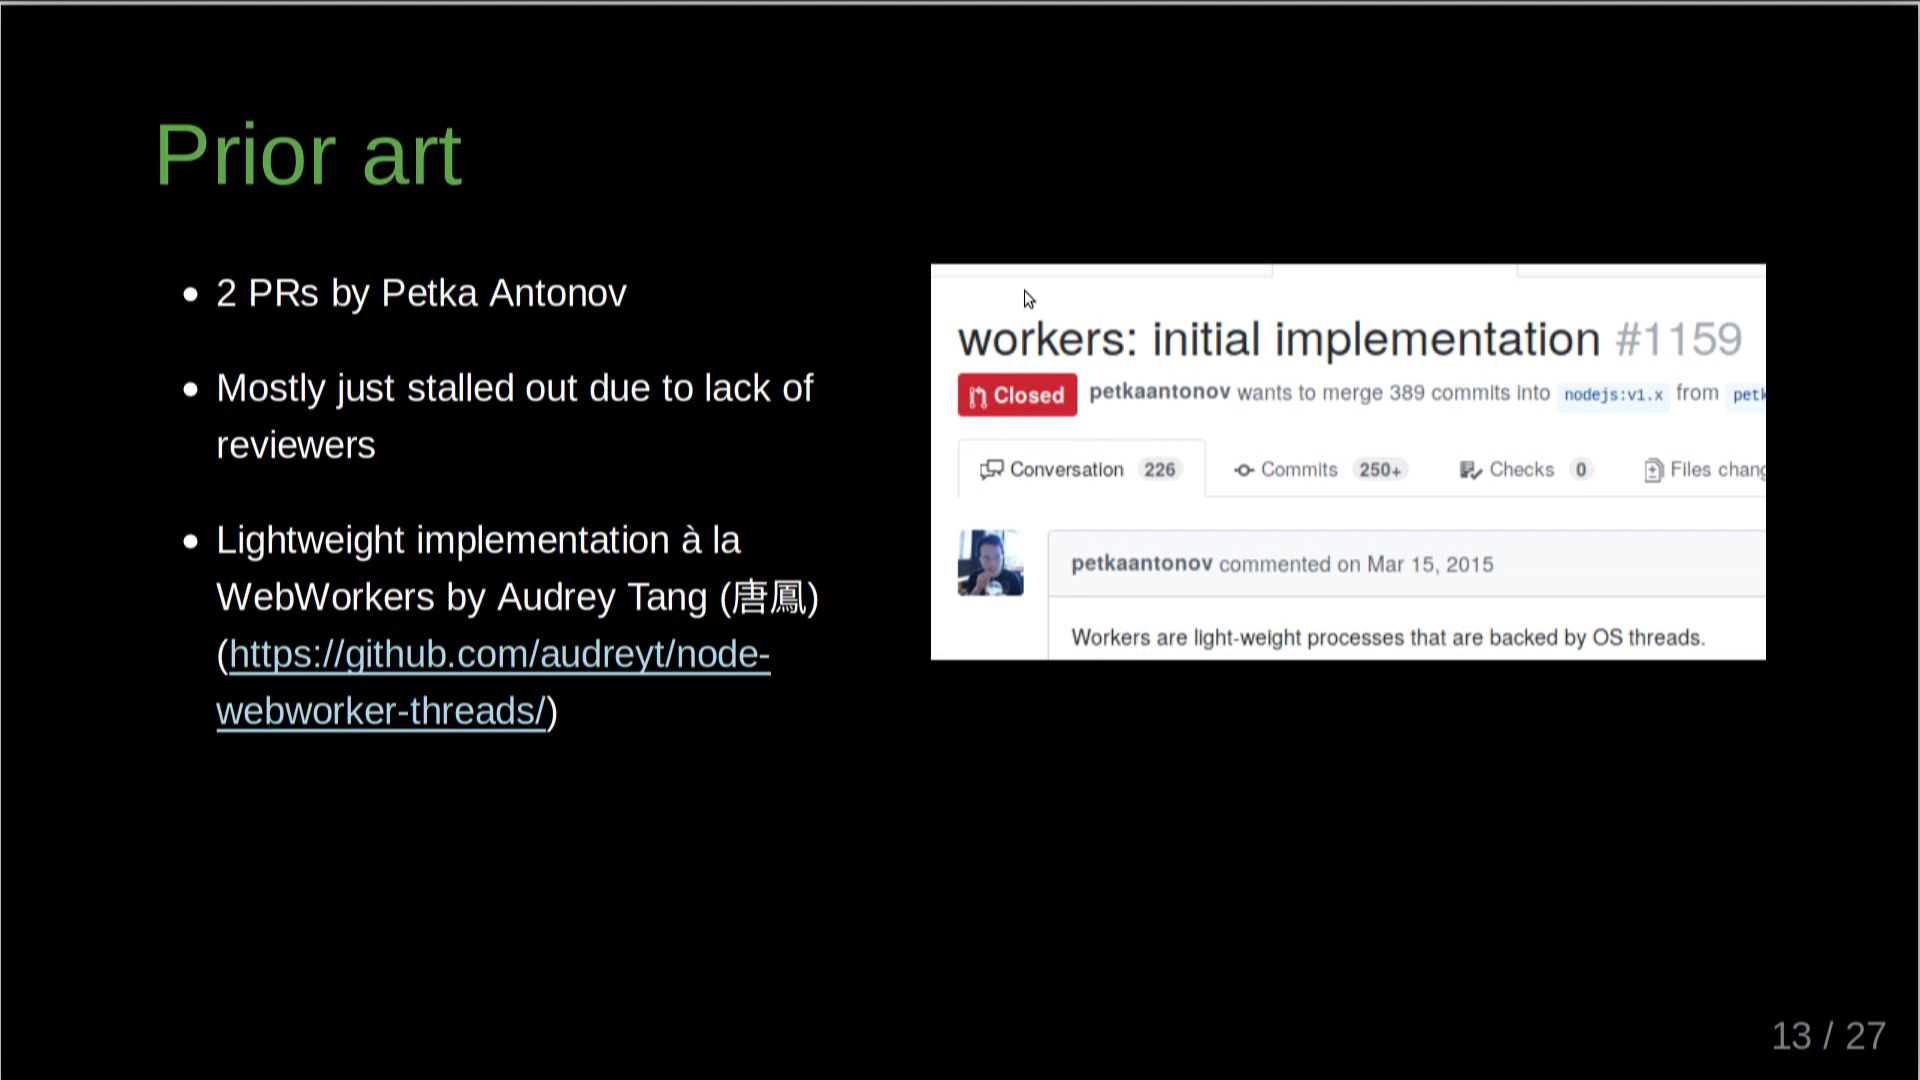 Prior art
2 PRs by Petka Antonov
Mostly just stalled out due to lack of
reviewers
Lightweight implementation à la
WebWorkers by Audrey Tang (唐鳳)
(https://github.com/audreyt/node-
webworker-threads/)
workers: initial implementation #1159
Closed petkaantonov wants to merge 389 commits into nodejs:v1.x from petk
Conversation 226 Commits 250+ Checks 0 Files chang
petkaantonov commented on Mar 15, 2015
Workers are light-weight processes that are backed by OS threads.
13 / 27